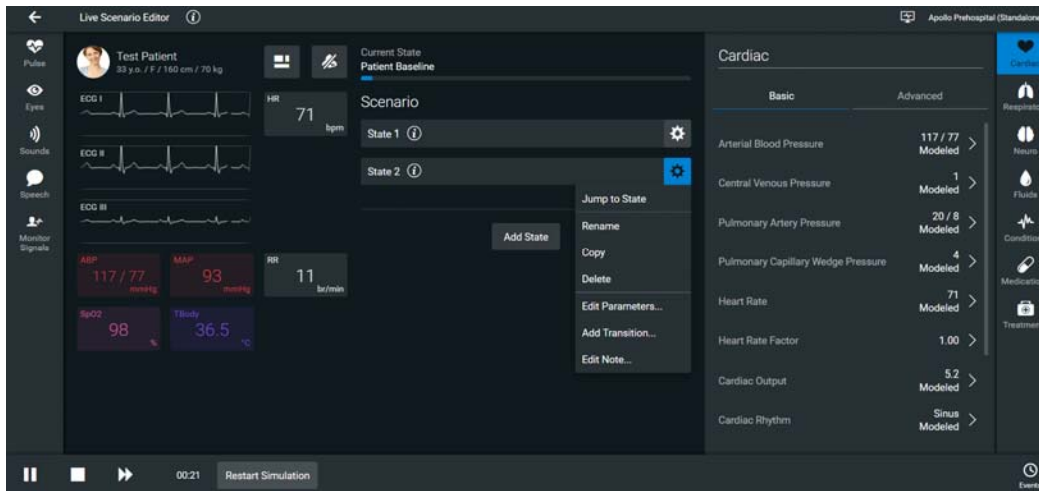 Live Scenario Editor
Apollo Prehospital (Standalone
Pulse
Eyes
Sounds
Speech
Monitor
Signals
Test Patient
33 y.o. / F / 160 cm / 70 kg
ECG I
ECG II
ECG III
HR
71
bpm
ABP
117 / 77
mmHg
MAP
93
mmHg
RR
11
br/min
SpO2
98
%
TBody
36.5
°C
Current State
Patient Baseline
Scenario
State 1
State 2
Jump to State
Rename
Copy
Delete
Edit Parameters...
Add Transition...
Edit Note...
Add State
Cardiac
Basic
Advanced
Arterial Blood Pressure
117 / 77
Modeled
Central Venous Pressure
1
Modeled
Pulmonary Artery Pressure
20 / 8
Modeled
Pulmonary Capillary Wedge Pressure
4
Modeled
Heart Rate
71
Modeled
Heart Rate Factor
1.00
Cardiac Output
5.2
Modeled
Cardiac Rhythm
Sinus
Modeled
Cardiac
Respirato
Neuro
Fluids
Condition
Medicatio
Treatmen
00:21
Restart Simulation
Events